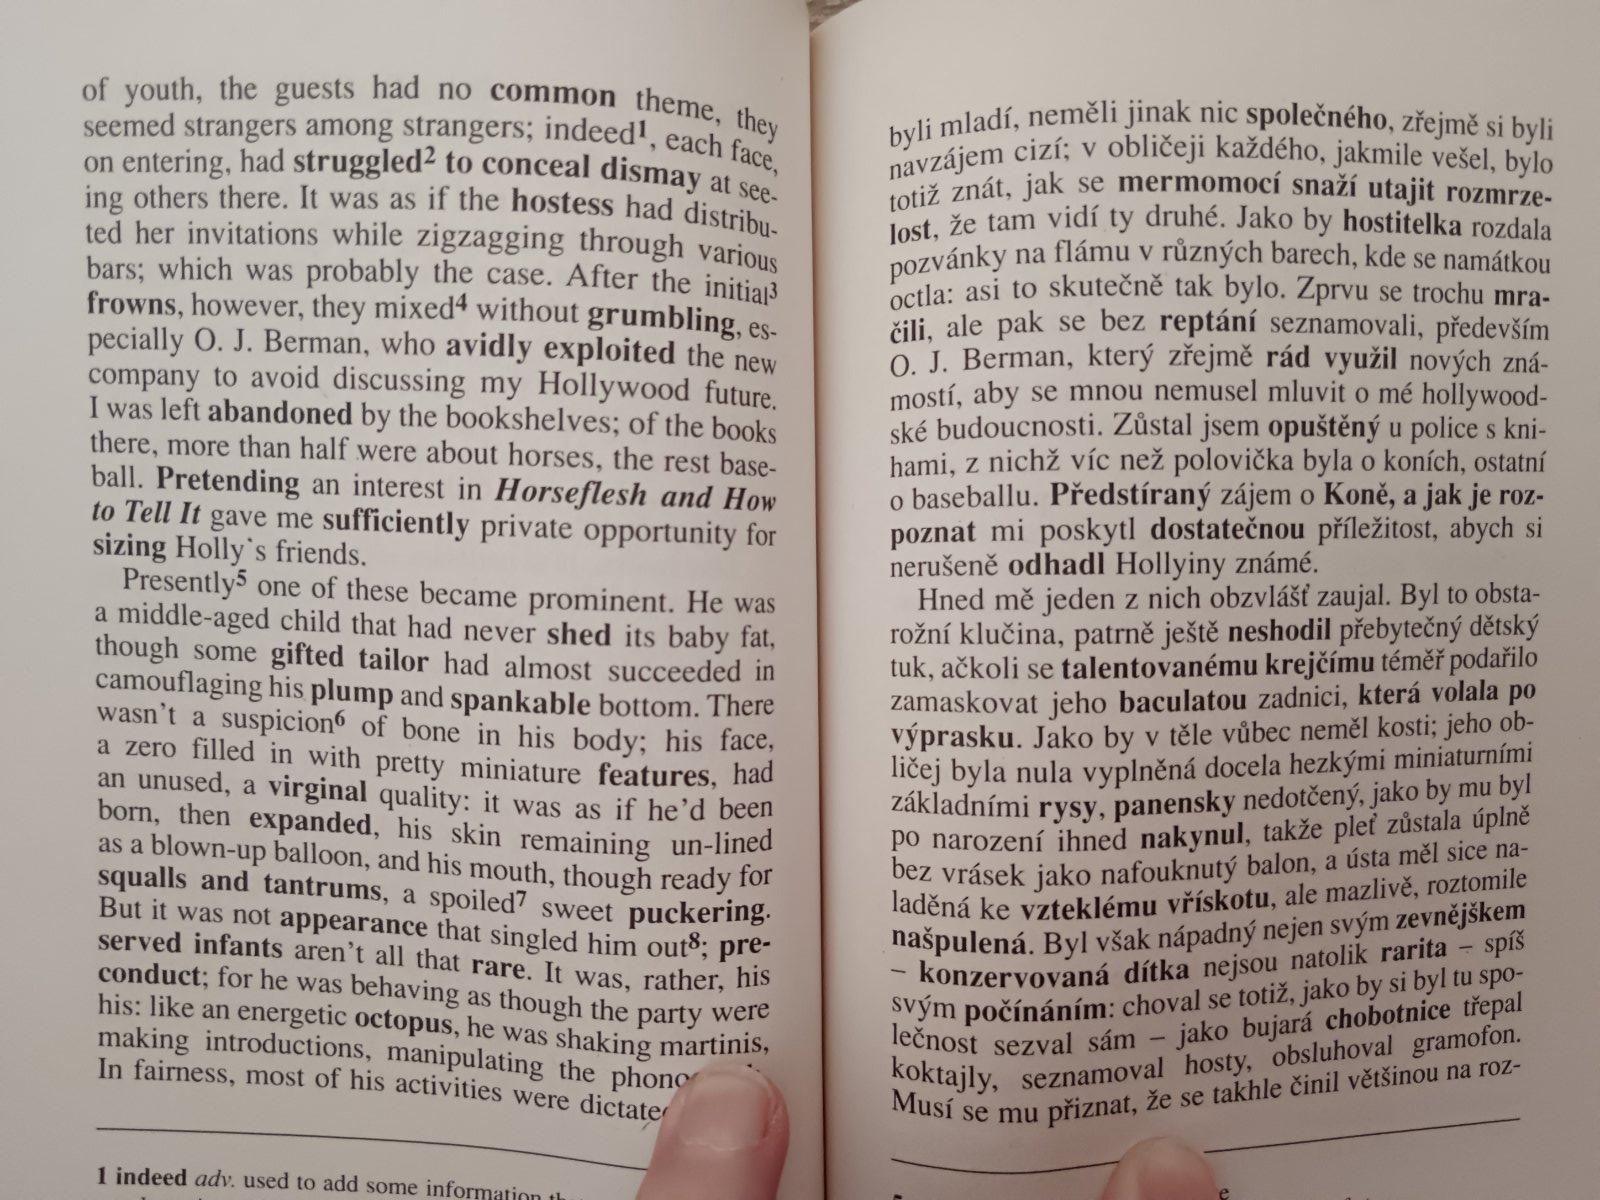 of youth, the guests had no common theme, they
seemed strangers among strangers; indeed1, each face,
on entering, had struggled2 to conceal dismay at see-
ing others there. It was as if the hostess had distribu-
ted her invitations while zigzagging through various
bars; which was probably the case. After the initial3
frowns, however, they mixed4 without grumbling, es-
pecially O. J. Berman, who avidly exploited the new
company to avoid discussing my Hollywood future.
I was left abandoned by the bookshelves; of the books
there, more than half were about horses, the rest base-
ball. Pretending an interest in Horseflesh and How
to Tell It gave me sufficiently private opportunity for
sizing Holly`s friends.
Presently5 one of these became prominent. He was
a middle-aged child that had never shed its baby fat,
though some gifted tailor had almost succeeded in
camouflaging his plump and spankable bottom. There
wasn't a suspicion6 of bone in his body; his face,
a zero filled in with pretty miniature features, had
an unused, a virginal quality: it was as if he'd been
born, then expanded, his skin remaining un-lined
as a blown-up balloon, and his mouth, though ready for
squalls and tantrums, a spoiled7 sweet puckering.
But it was not appearance that singled him out8; pre-
served infants aren't all that rare. It was, rather, his
conduct; for he was behaving as though the party were
his: like an energetic octopus, he was shaking martinis,
making introductions, manipulating the
In fairness, most of his activities were
1 indeed adv. used to add some information
byli mladí, neměli jinak nic společného, zřejmě si byli
navzájem cizí; v obličeji každého, jakmile vešel, bylo
totiž znát, jak se mermomocí snaží utajit rozmrze-
lost, že tam vidí ty druhé. Jako by hostitelka rozdala
pozvánky na flámu v různých barech, kde se namátkou
octla: asi to skutečně tak bylo. Zprvu se trochu mra-
čili, ale pak se bez reptání seznamovali, především
O. J. Berman, který zřejmě rád využil nových zná-
mostí, aby se mnou nemusel mluvit o mé hollywood-
ské budoucnosti. Zůstal jsem opuštěný u police s kni-
hami, z nichž víc než polovička byla o koních, ostatní
o baseballu. Předstíraný zájem o Koně, a jak je roz-
poznat mi poskytl dostatečnou příležitost, abych si
nerušeně odhadl Hollyiny známé.
Hned mě jeden z nich obzvlášť zaujal. Byl to obsta-
rožní klučina, patrně ještě neshodil přebytečný dětský
tuk, ačkoli se talentovanému krejčímu téměř podařilo
zamaskovat jeho baculatou zadnici, která volala po
výprasku. Jako by v těle vůbec neměl kosti; jeho ob-
ličej byla nula vyplněná docela hezkými miniaturními
základními rysy, panensky nedotčený, jako by mu byl
po narození ihned nakynul, takže pleť zůstala úplně
bez vrásek jako nafouknutý balon, a ústa měl sice na-
laděná ke vzteklému vřískotu, ale mazlivě, roztomile
našpulená. Byl však nápadný nejen svým zevnějškem
– konzervovaná dítka nejsou natolik rarita – spíš
svým počínáním: choval se totiž, jako by si byl tu spo-
lečnost sezval sám – jako bujará chobotnice třepal
koktajly, seznamoval hosty, obsluhoval gramofon.
Musí se mu přiznat, že se takhle činil většinou na roz-